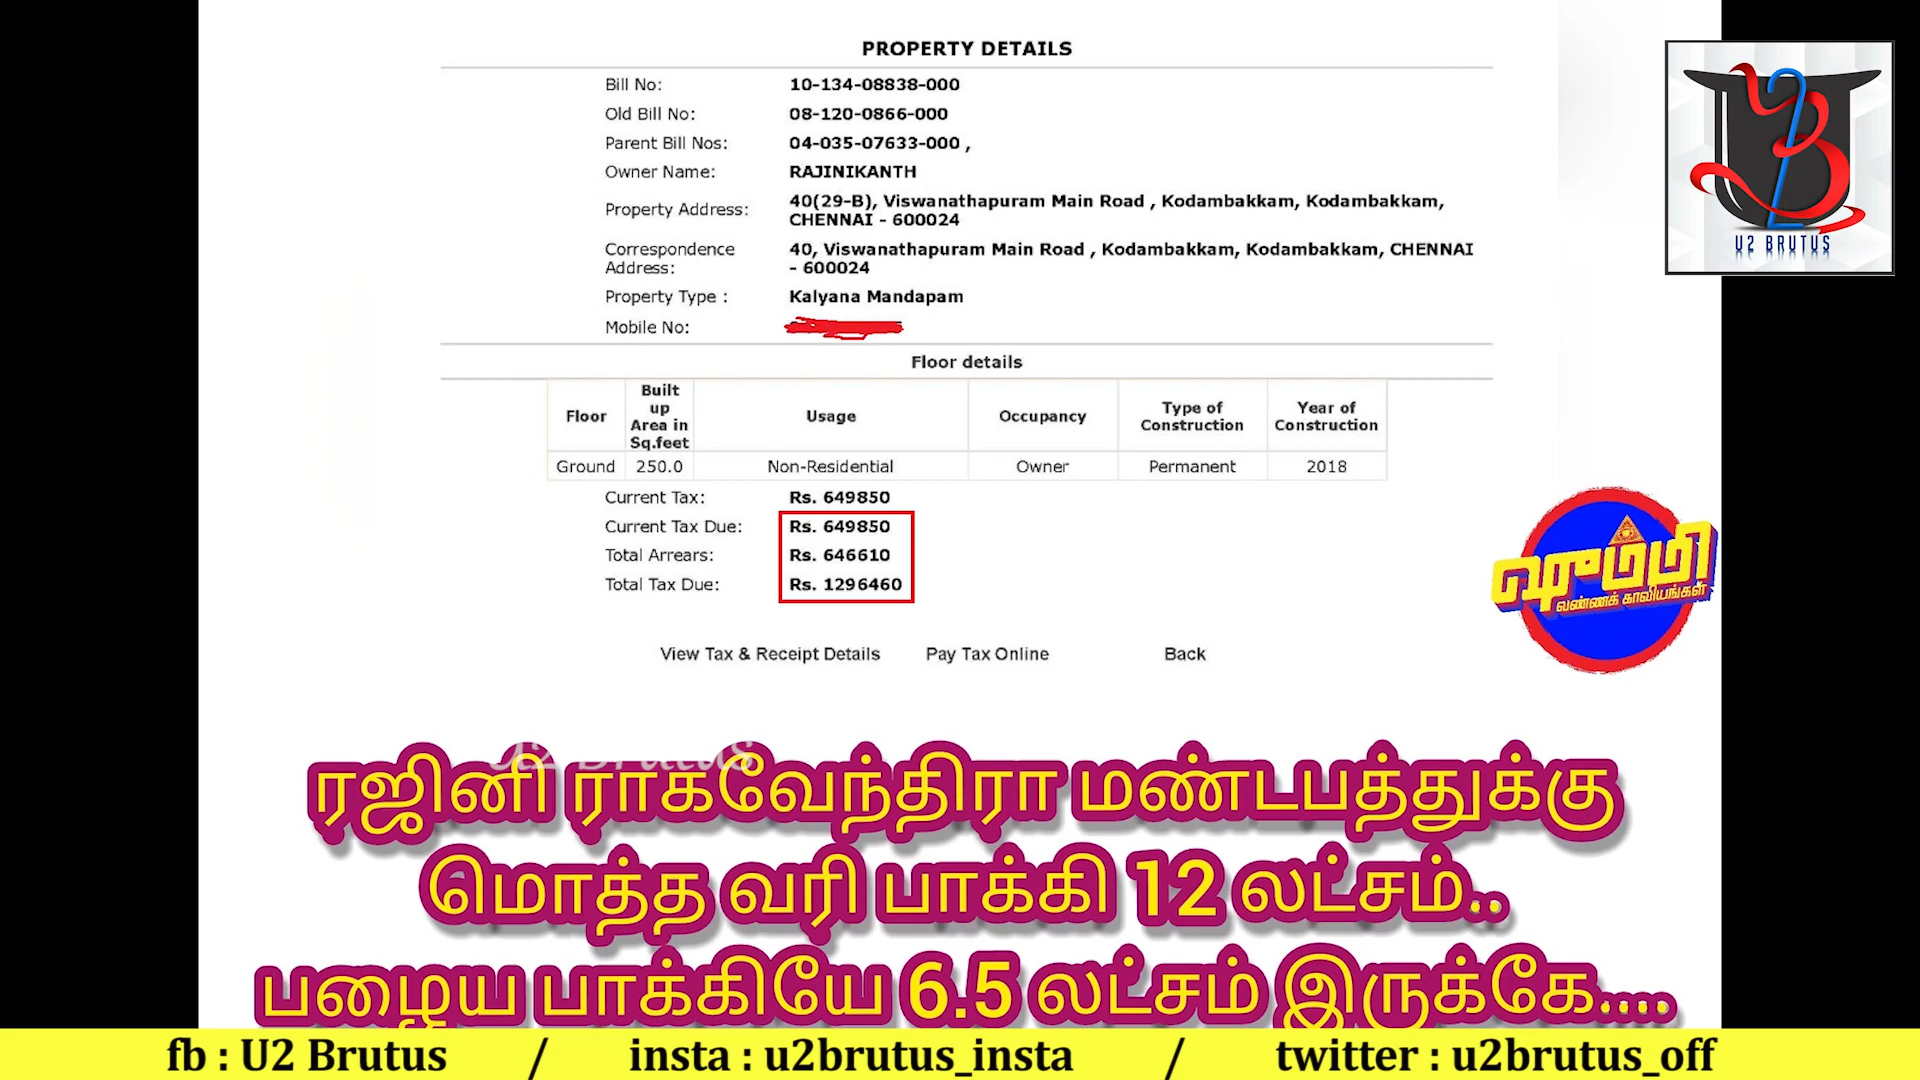 PROPERTY DETAILS
Bill No: 10-134-08838-000
Old Bill No: 08-120-0866-000
Parent Bill Nos: 04-035-07633-000 ,
Owner Name: RAJINIKANTH
Property Address: 40(29-B), Viswanathapuram Main Road , Kodambakkam, Kodambakkam,
CHENNAI - 600024
Correspondence Address: 40, Viswanathapuram Main Road , Kodambakkam, Kodambakkam, CHENNAI
- 600024
Property Type : Kalyana Mandapam
Mobile No:
Floor details
Floor Built up Area in Sq.feet Usage Occupancy Type of Construction Year of Construction
Ground 250.0 Non-Residential Owner Permanent 2018
Current Tax: Rs. 649850
Current Tax Due: Rs. 649850
Total Arrears: Rs. 646610
Total Tax Due: Rs. 1296460
View Tax & Receipt Details Pay Tax Online Back
U2 BRUTUS
வண்ணக் காவியங்கள்
U2 Brutus
ரஜினி ராகவேந்திரா மண்டபத்துக்கு
மொத்த வரி பாக்கி 12 லட்சம்..
பழைய பாக்கியே 6.5 லட்சம் இருக்கே....
fb : U2 Brutus / insta : u2brutus_insta / twitter : u2brutus_off